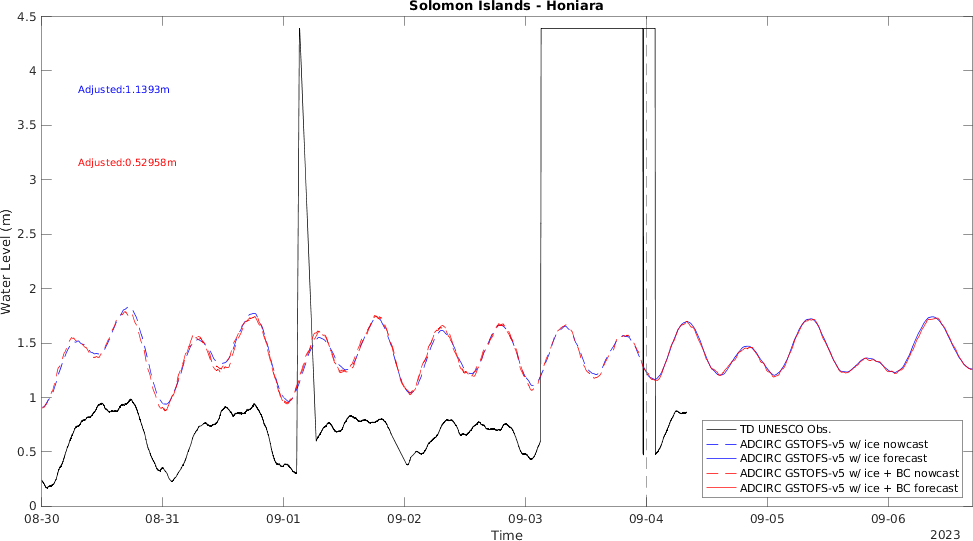 Solomon Islands - Honiara
4.5
4
3.5
3
2.5
2
1.5
1
0.5
0
Water Level (m)
Adjusted:1.1393m
Adjusted:0.52958m
TD UNESCO Obs.
ADCIRC GSTOFS-v5 w/ ice nowcast
ADCIRC GSTOFS-v5 w/ ice forecast
ADCIRC GSTOFS-v5 w/ ice + BC nowcast
ADCIRC GSTOFS-v5 w/ ice + BC forecast
08-30 08-31 09-01 09-02 09-03 09-04 09-05 09-06
Time
2023